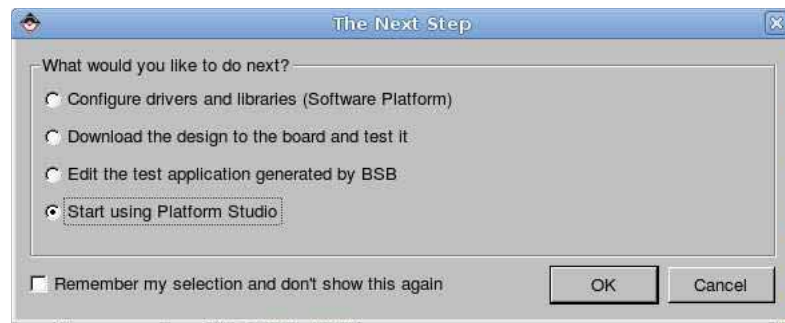 The Next Step
What would you like to do next?
Configure drivers and libraries (Software Platform)
Download the design to the board and test it
Edit the test application generated by BSB
Start using Platform Studio
Remember my selection and don't show this again
OK
Cancel